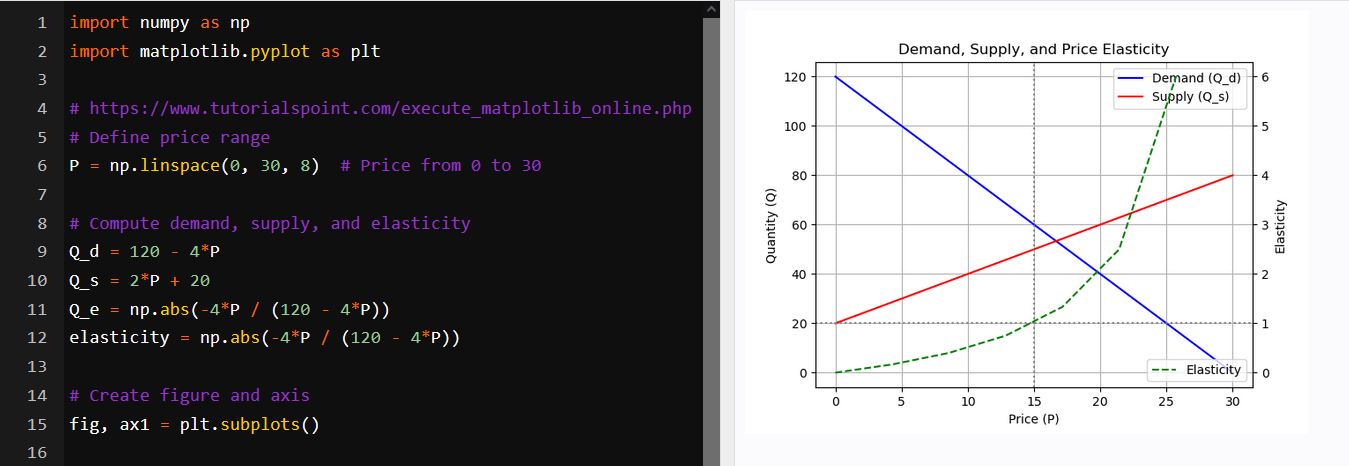 1 import numpy as np
2 import matplotlib.pyplot as plt
3
4 # https://www.tutorialspoint.com/execute_matplotlib_online.php
5 # Define price range
6 P = np.linspace(0, 30, 8)  # Price from 0 to 30
7
8 # Compute demand, supply, and elasticity
9 Q_d = 120 - 4*P
10 Q_s = 2*P + 20
11 Q_e = np.abs(-4*P / (120 - 4*P))
12 elasticity = np.abs(-4*P / (120 - 4*P))
13
14 # Create figure and axis
15 fig, ax1 = plt.subplots()
16
Demand, Supply, and Price Elasticity
Demand (Q_d)
Supply (Q_s)
Elasticity
Quantity (Q)
120
100
80
60
40
20
0
6
5
4
3
2
1
0
Elasticity
0 5 10 15 20 25 30
Price (P)